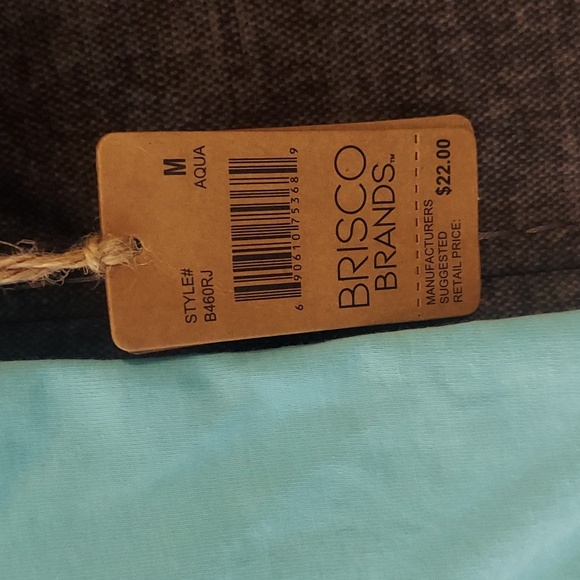 STYLE#
B460RJ
M
AQUA
6 90610 75368 9
BRISCO
BRANDS™
MANUFACTURERS
SUGGESTED
RETAIL PRICE:
$22.00